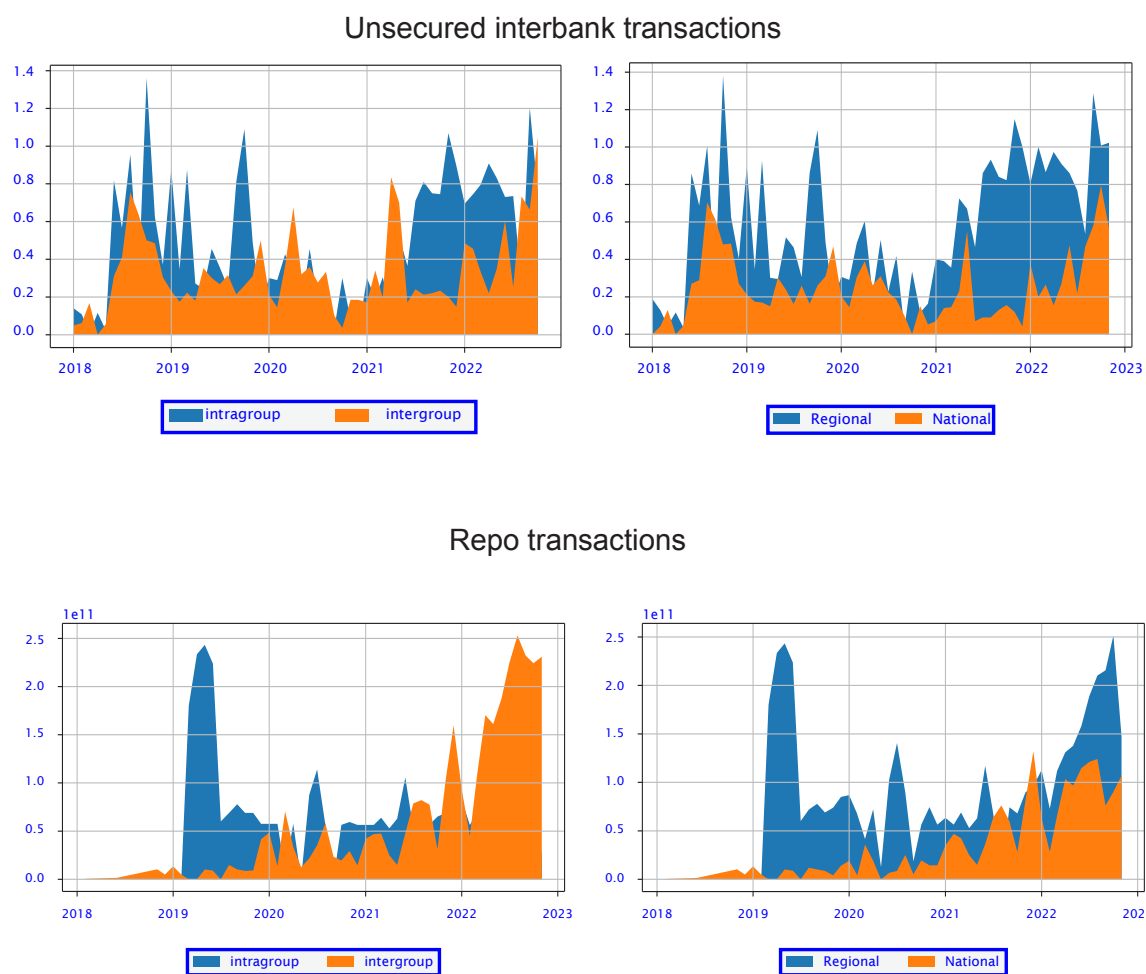 Unsecured interbank transactions
1.4
1.2
1.0
0.8
0.6
0.4
0.2
0.0
2018 2019 2020 2021 2022
intragroup intergroup
1.4
1.2
1.0
0.8
0.6
0.4
0.2
0.0
2018 2019 2020 2021 2022 2023
Regional National
Repo transactions
1e11
2.5
2.0
1.5
1.0
0.5
0.0
2018 2019 2020 2021 2022 2023
intragroup intergroup
1e11
2.5
2.0
1.5
1.0
0.5
0.0
2018 2019 2020 2021 2022 202
Regional National